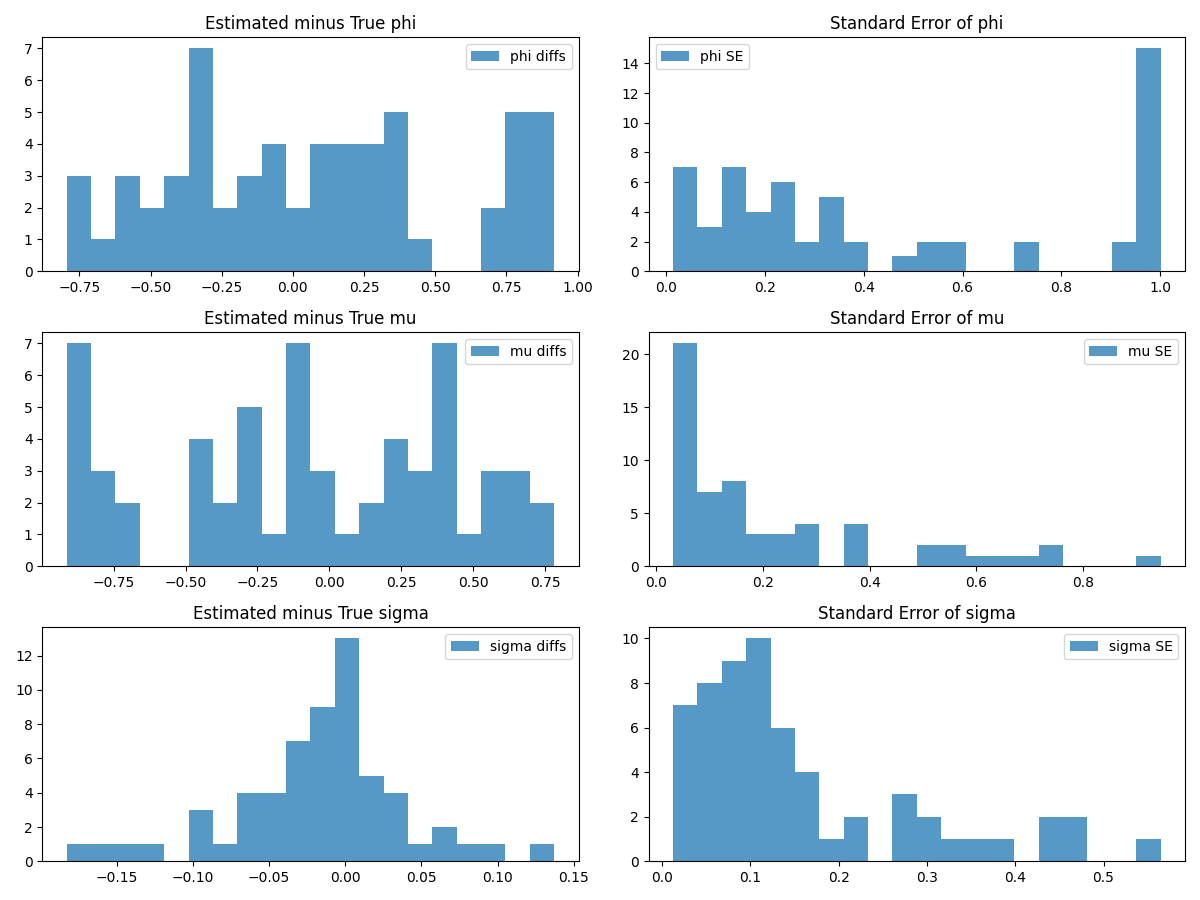 Estimated minus True phi
phi diffs
7
6
5
4
3
2
1
0
−0.75 −0.50 −0.25 0.00 0.25 0.50 0.75 1.00
Standard Error of phi
phi SE
14
12
10
8
6
4
2
0
0.0 0.2 0.4 0.6 0.8 1.0
Estimated minus True mu
mu diffs
7
6
5
4
3
2
1
0
−0.75 −0.50 −0.25 0.00 0.25 0.50 0.75
Standard Error of mu
mu SE
20
15
10
5
0
0.0 0.2 0.4 0.6 0.8
Estimated minus True sigma
sigma diffs
12
10
8
6
4
2
0
−0.15 −0.10 −0.05 0.00 0.05 0.10 0.15
Standard Error of sigma
sigma SE
10
8
6
4
2
0
0.0 0.1 0.2 0.3 0.4 0.5